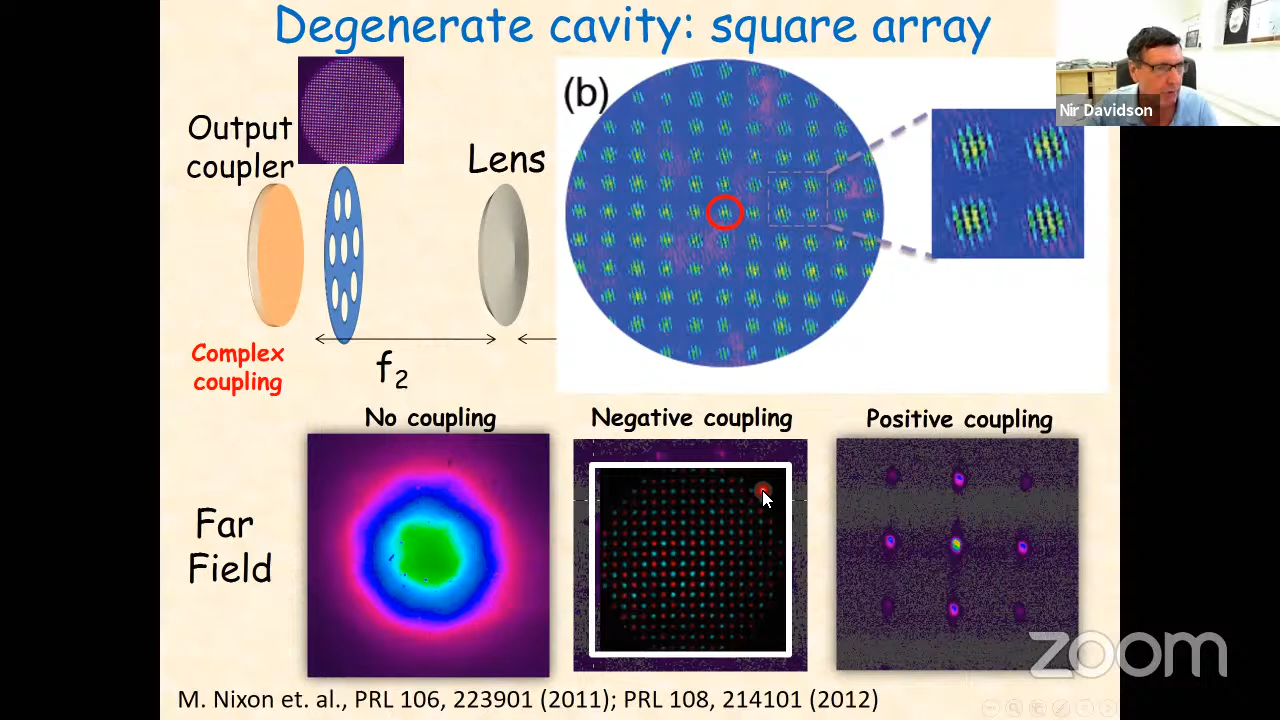 Degenerate cavity: square array
Output
coupler
Lens
(b)
Nir Davidson
Complex
coupling
f2
No coupling
Negative coupling
Positive coupling
Far
Field
zoom
M. Nixon et. al., PRL 106, 223901 (2011); PRL 108, 214101 (2012)